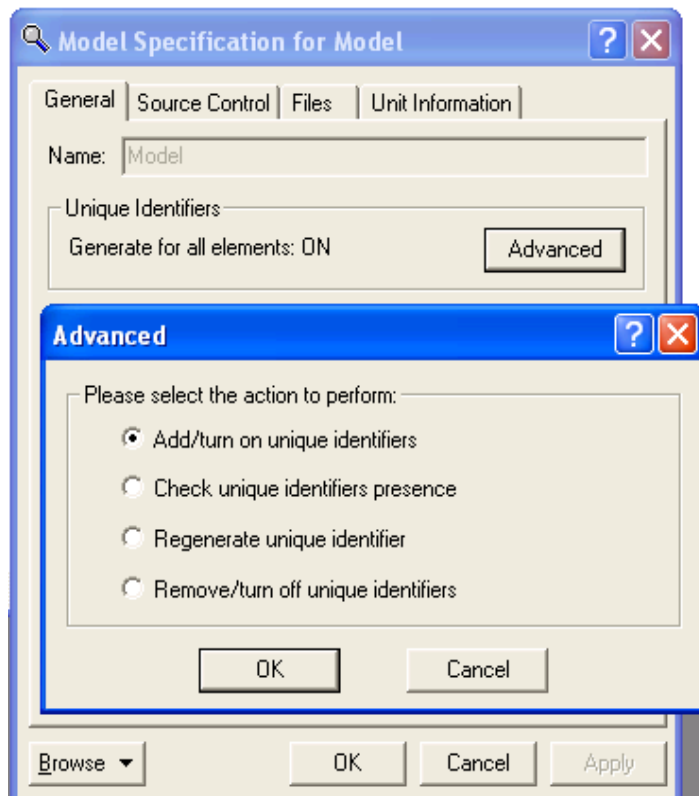 Model Specification for Model
General Source Control Files Unit Information
Name: Model
Unique Identifiers
Generate for all elements: ON Advanced
Advanced
Please select the action to perform:
Add/turn on unique identifiers
Check unique identifiers presence
Regenerate unique identifier
Remove/turn off unique identifiers
OK Cancel
Browse OK Cancel Apply